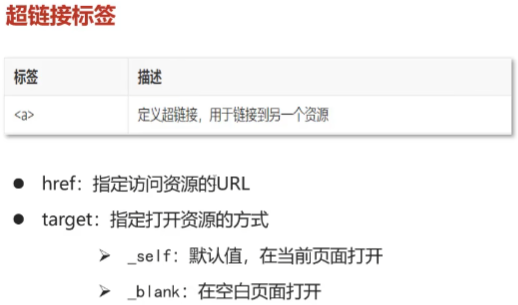 超链接标签
标签 描述
<a> 定义超链接，用于链接到另一个资源
● href：指定访问资源的URL
● target：指定打开资源的方式
➢ _self：默认值，在当前页面打开
➢ _blank：在空白页面打开